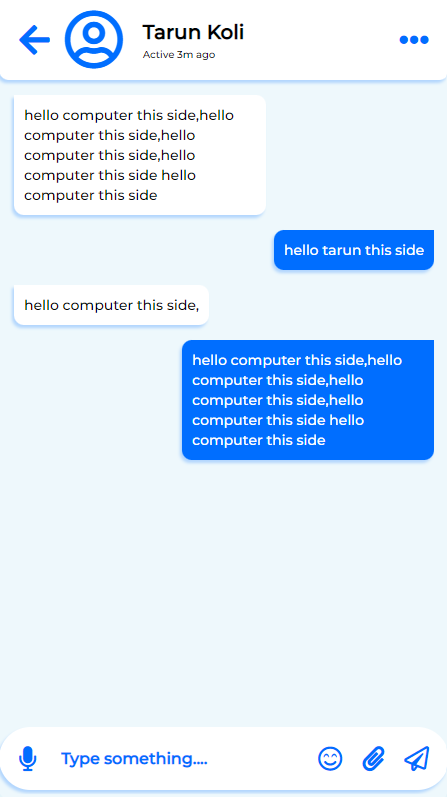 Tarun Koli
Active 3m ago
hello computer this side,hello
computer this side,hello
computer this side,hello
computer this side hello
computer this side
hello tarun this side
hello computer this side,
hello computer this side,hello
computer this side,hello
computer this side,hello
computer this side hello
computer this side
Type something....